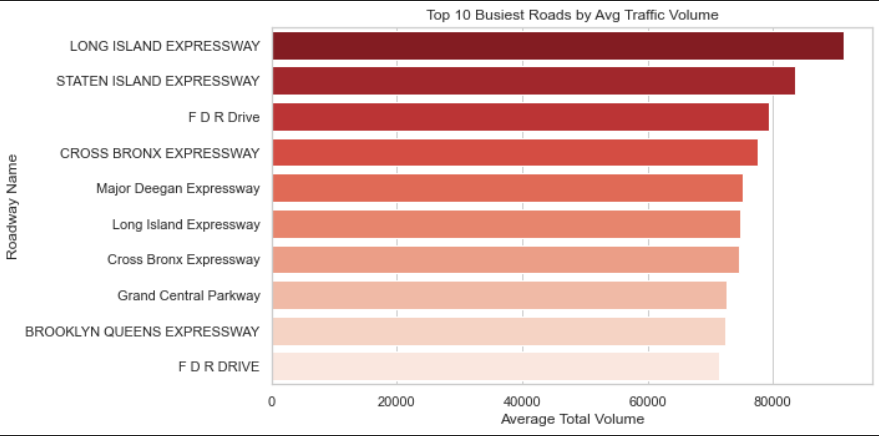 Top 10 Busiest Roads by Avg Traffic Volume
Roadway Name
LONG ISLAND EXPRESSWAY
STATEN ISLAND EXPRESSWAY
F D R Drive
CROSS BRONX EXPRESSWAY
Major Deegan Expressway
Long Island Expressway
Cross Bronx Expressway
Grand Central Parkway
BROOKLYN QUEENS EXPRESSWAY
F D R DRIVE
0 20000 40000 60000 80000
Average Total Volume